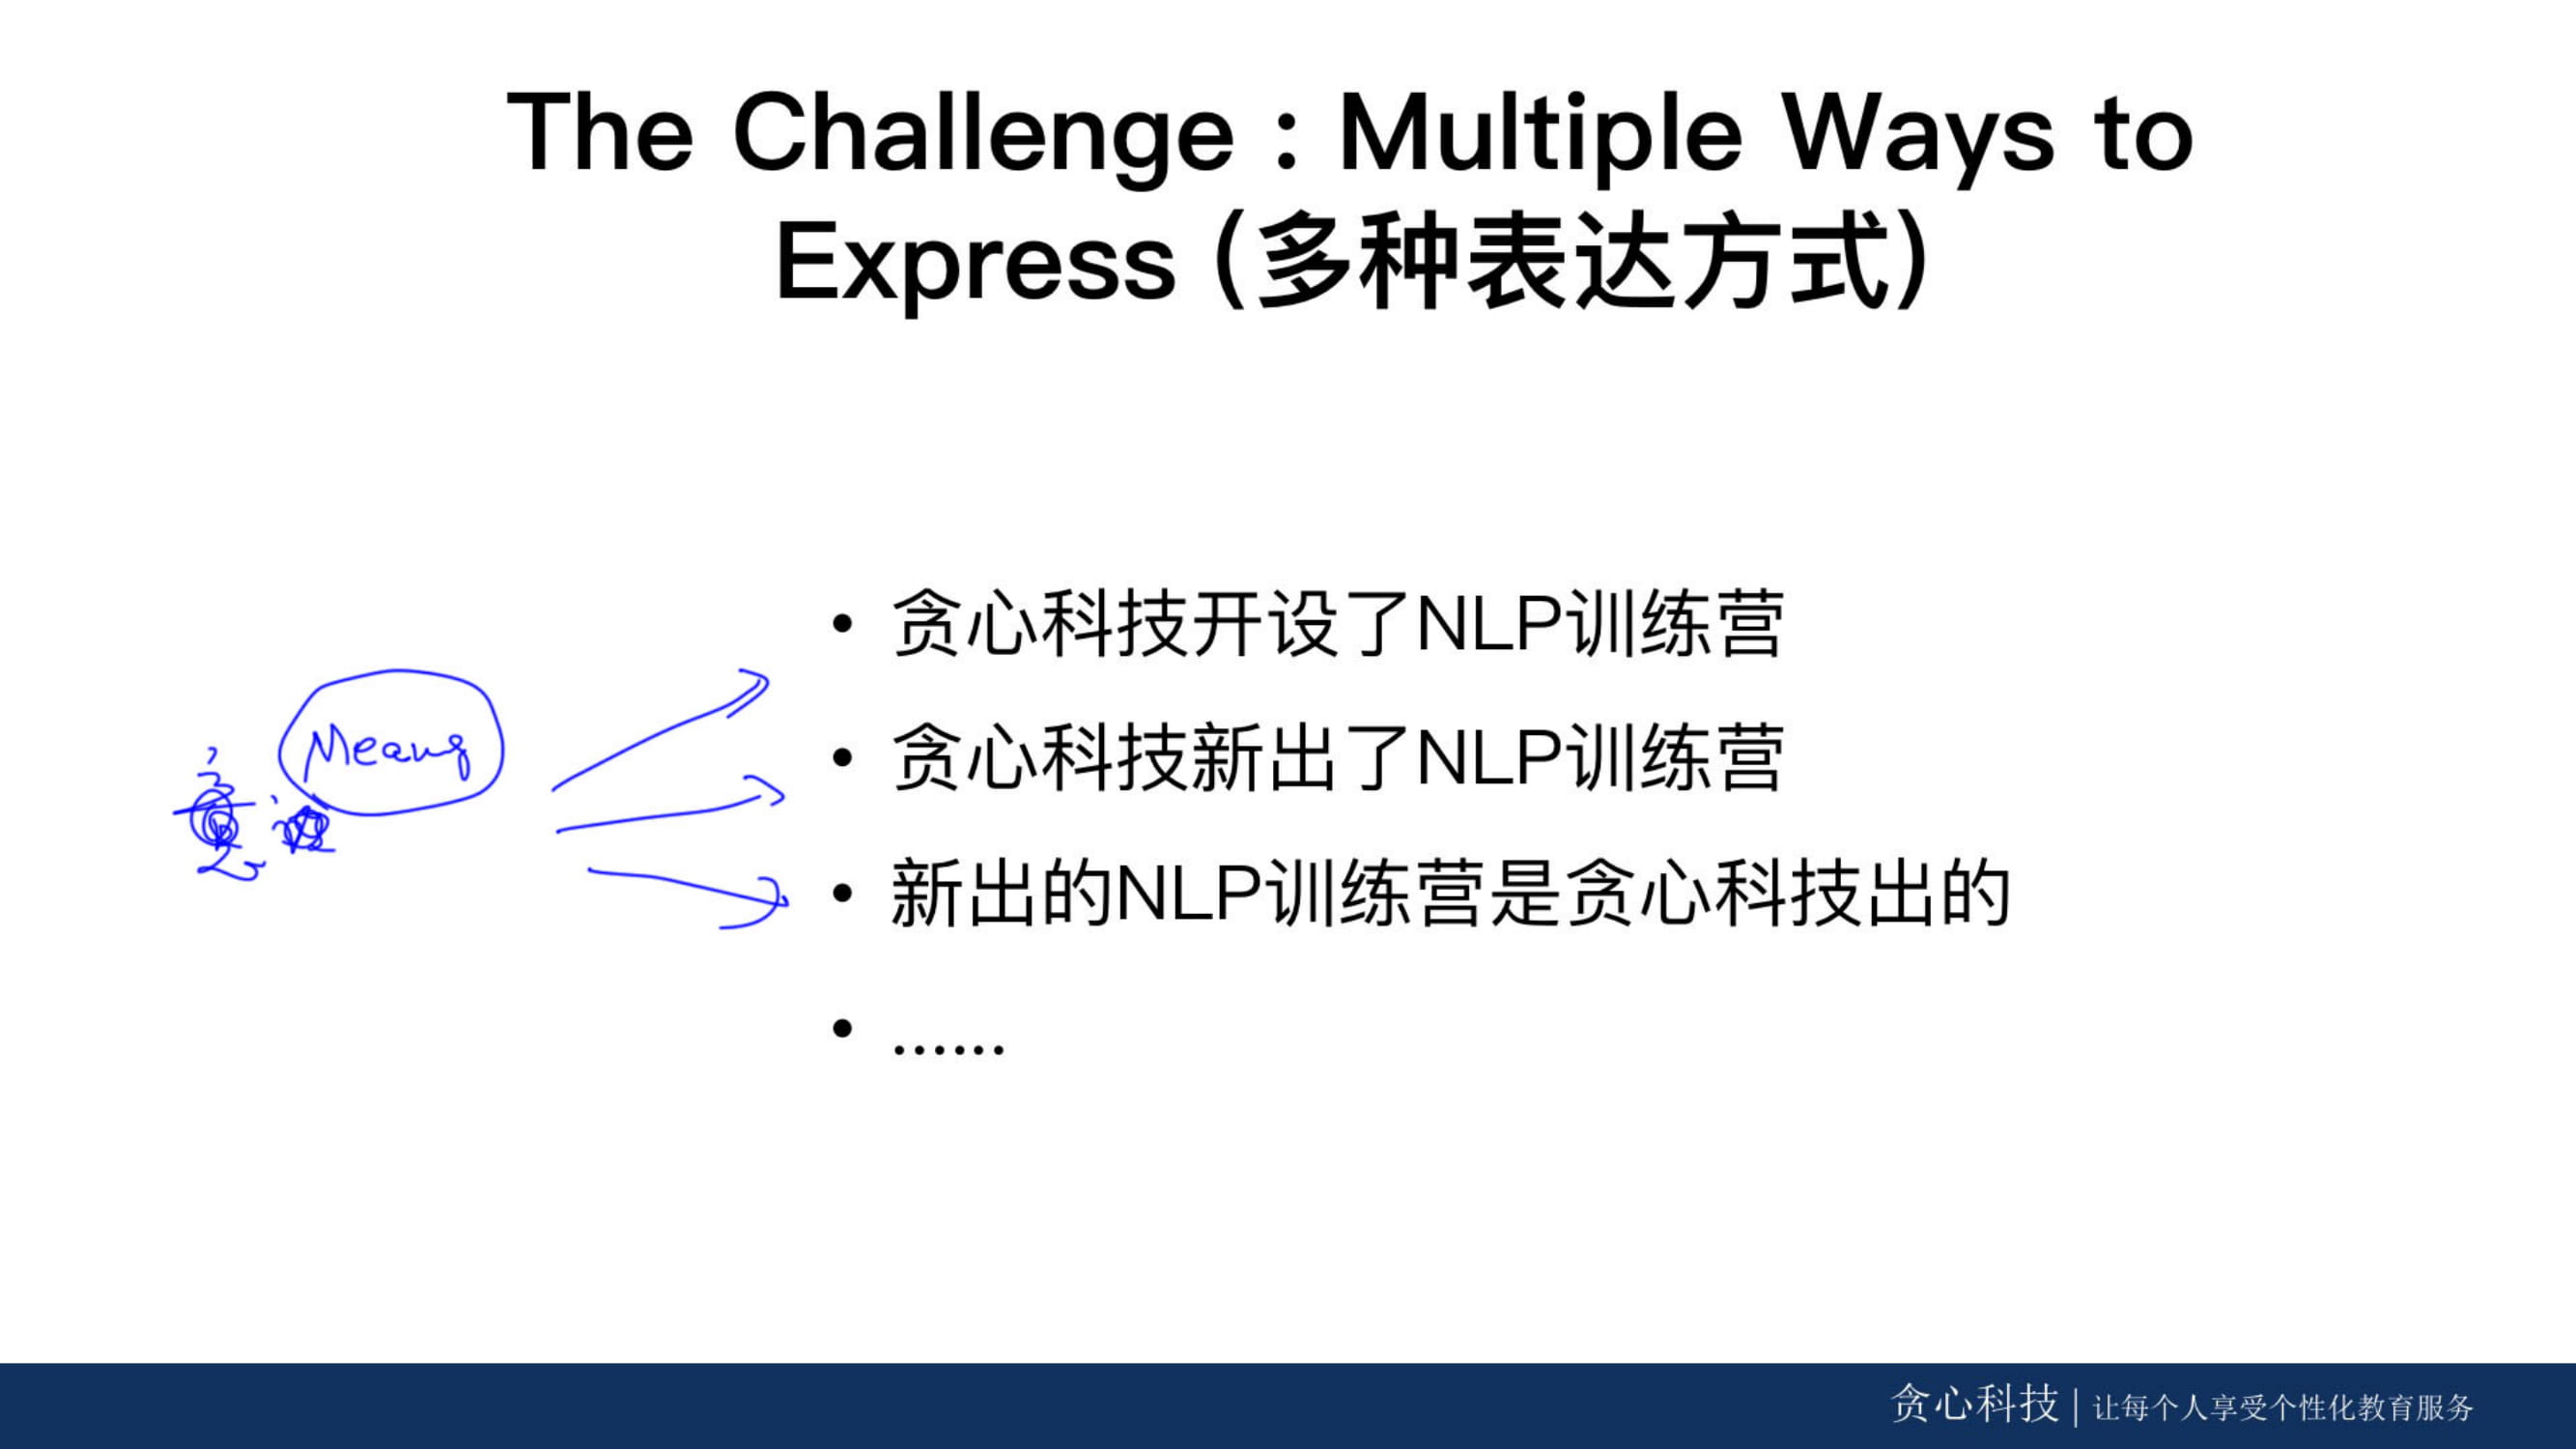 The Challenge : Multiple Ways to
Express (多种表达方式)
贪心科技开设了NLP训练营
贪心科技新出了NLP训练营
新出的NLP训练营是贪心科技出的
......
Meang
贪心科技 | 让每个人享受个性化教育服务